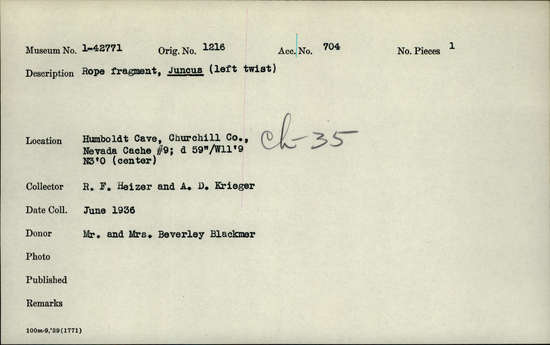 Museum No. 1-42771 Orig. No. 1216 Acc. No. 704 No. Pieces 1
Description Rope fragment, Juncus (left twist)
Location Humboldt Cave, Churchill Co.,
Nevada Cache #9; d 59"/W11'9
N3'0 (center)
Ch-35
Collector R. F. Heizer and A. D. Krieger
Date Coll. June 1936
Donor Mr. and Mrs. Beverley Blackmer
Photo
Published
Remarks
100m-9,'39(1771)